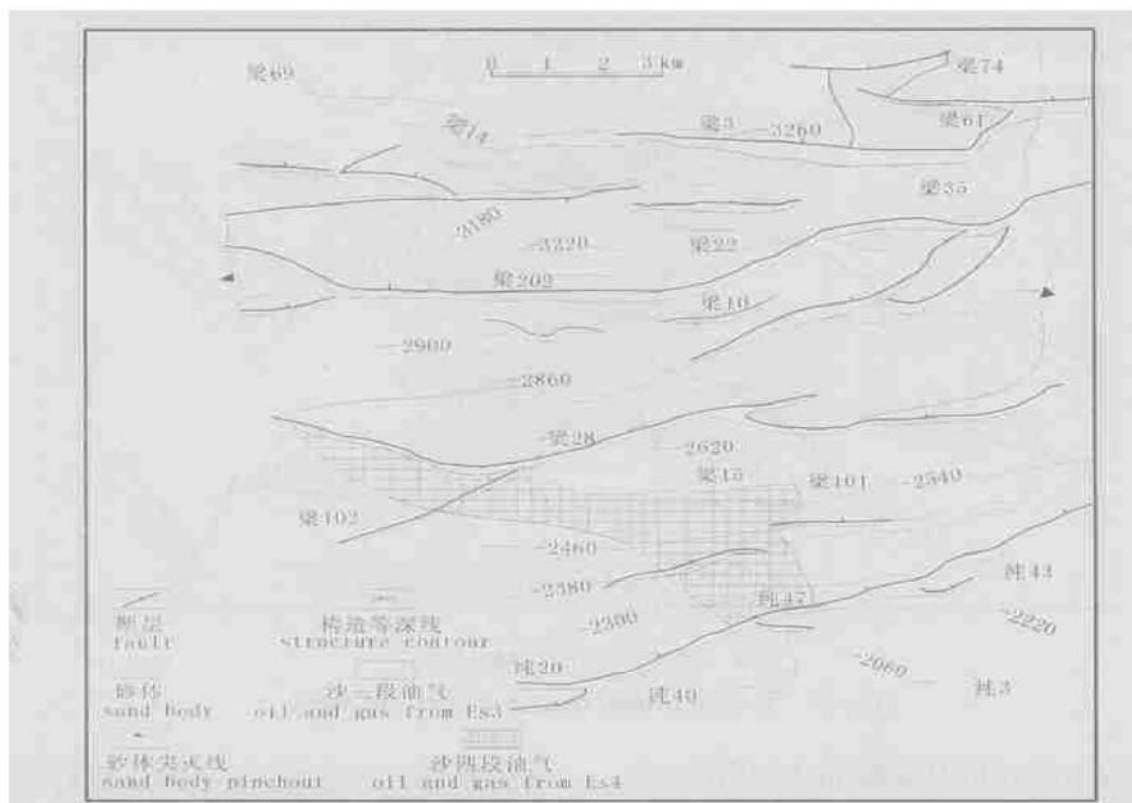 梁69
0 1 2 3km
梁74
梁14
梁3
-3260
梁61
梁35
-3180
-3220
梁22
梁202
梁10
-2900
-2860
-梁28
-2620
梁15
梁101
-2540
梁102
-2460
-2380
纯43
纯47
-2300
-2220
纯20
-2060
纯40
纯3
断层
fault
构造等深线
structure contour
砂体
sand body
沙三段油气
oil and gas from Es3
砂体尖灭线
sand body pinchout
沙四段油气
oil and gas from Es4